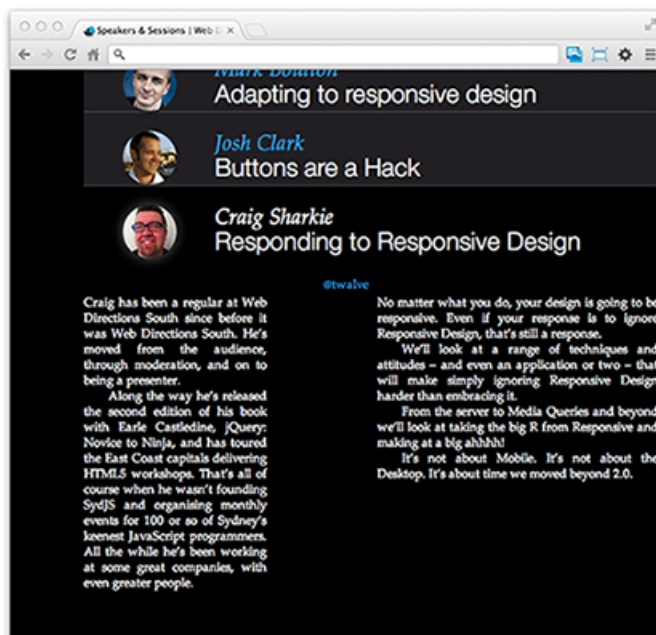 Speakers & Sessions | Web D
Mark Boulton
Adapting to responsive design
Josh Clark
Buttons are a Hack
Craig Sharkie
Responding to Responsive Design
@twalve
Craig has been a regular at Web
Directions South since before it
was Web Directions South. He's
moved from the audience,
through moderation, and on to
being a presenter.
Along the way he's released
the second edition of his book
with Earle Castledine, jQuery:
Novice to Ninja, and has toured
the East Coast capitals delivering
HTML5 workshops. That's all of
course when he wasn't founding
SydJS and organising monthly
events for 100 or so of Sydney's
keenest JavaScript programmers.
All the while he's been working
at some great companies, with
even greater people.
No matter what you do, your design is going to be
responsive. Even if your response is to ignore
Responsive Design, that's still a response.
We'll look at a range of techniques and
attitudes – and even an application or two – that
will make simply ignoring Responsive Design
harder than embracing it.
From the server to Media Queries and beyond
we'll look at taking the big R from Responsive and
making at a big ahhhh!
It's not about Mobile. It's not about the
Desktop. It's about time we moved beyond 2.0.